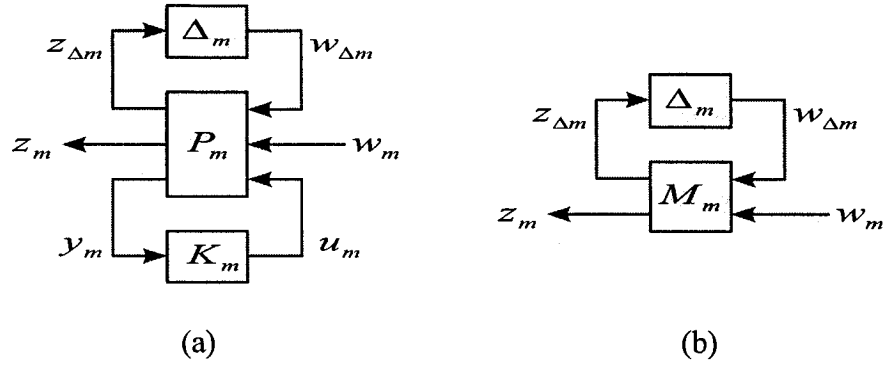 z_Δm Δ_m w_Δm
z_m P_m w_m
y_m K_m u_m
(a)
z_Δm Δ_m w_Δm
z_m M_m w_m
(b)